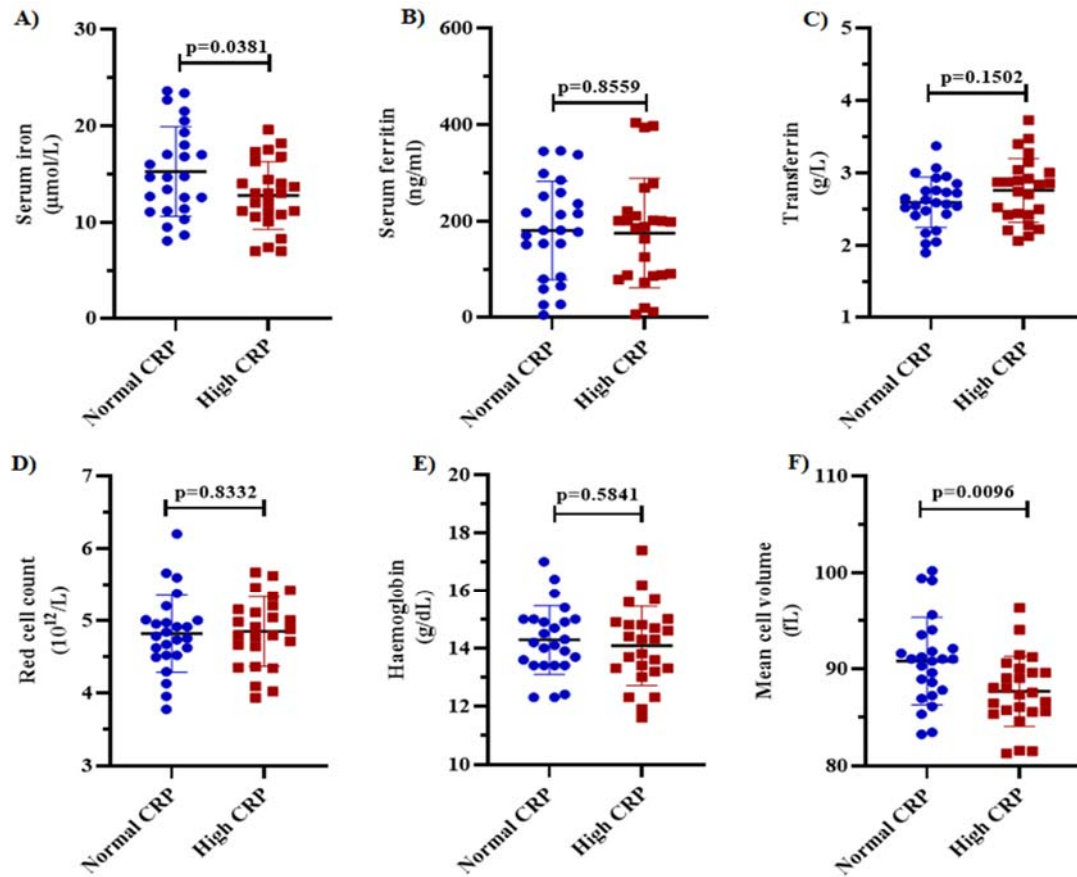 A)
30
20
10
0
p=0.0381
Serum iron
(μmol/L)
Normal CRP
High CRP
B)
600
400
200
0
p=0.8559
Serum ferritin
(ng/ml)
Normal CRP
High CRP
C)
5
4
3
2
1
p=0.1502
Transferrin
(g/L)
Normal CRP
High CRP
D)
7
6
5
4
3
p=0.8332
Red cell count
(10¹²/L)
Normal CRP
High CRP
E)
20
18
16
14
12
10
p=0.5841
Haemoglobin
(g/dL)
Normal CRP
High CRP
F)
110
100
90
80
p=0.0096
Mean cell volume
(fL)
Normal CRP
High CRP